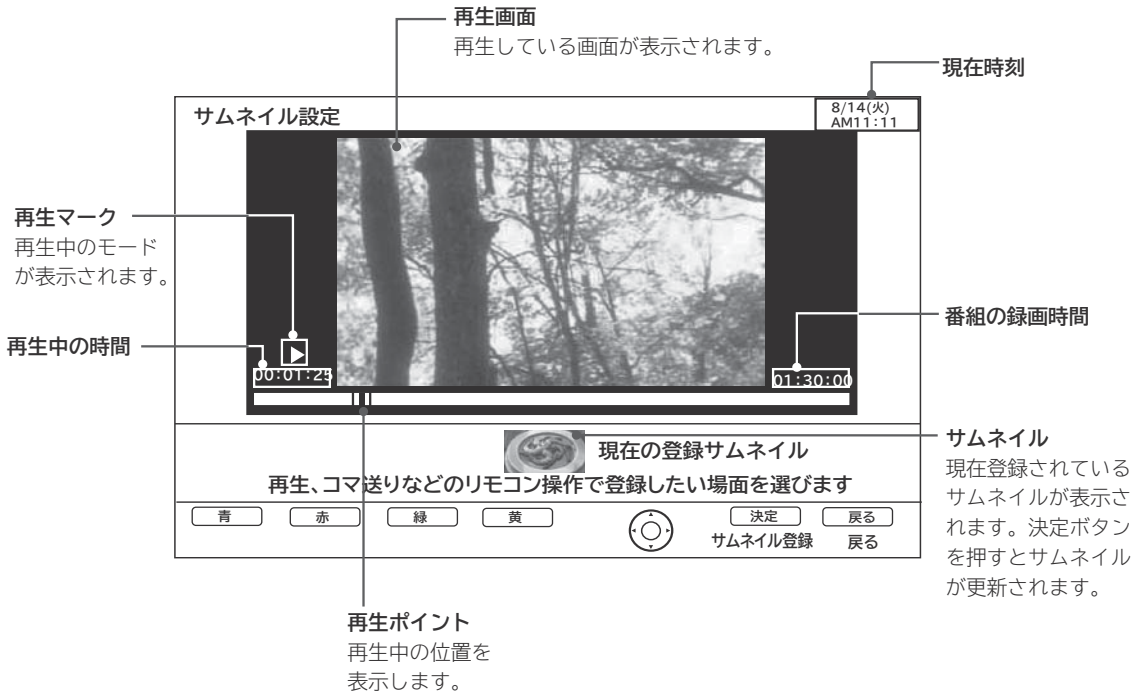 再生画面
再生している画面が表示されます。
現在時刻
サムネイル設定
8/14(火)
AM11:11
再生マーク
再生中のモード
が表示されます。
再生中の時間
00:01:25
番組の録画時間
01:30:00
現在の登録サムネイル
再生、コマ送りなどのリモコン操作で登録したい場面を選びます
青
赤
緑
黄
決定
戻る
サムネイル登録
戻る
サムネイル
現在登録されている
サムネイルが表示さ
れます。決定ボタン
を押すとサムネイル
が更新されます。
再生ポイント
再生中の位置を
表示します。